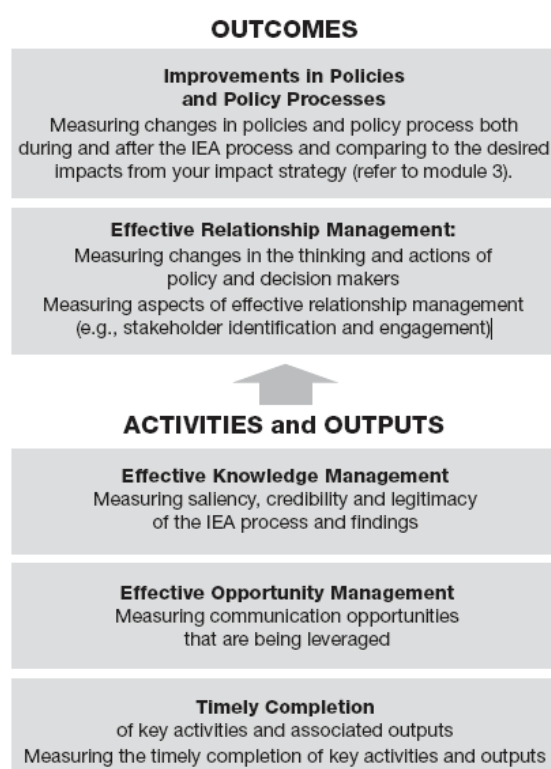 OUTCOMES
Improvements in Policies
and Policy Processes
Measuring changes in policies and policy process both
during and after the IEA process and comparing to the desired
impacts from your impact strategy (refer to module 3).
Effective Relationship Management:
Measuring changes in the thinking and actions of
policy and decision makers
Measuring aspects of effective relationship management
(e.g., stakeholder identification and engagement)
ACTIVITIES and OUTPUTS
Effective Knowledge Management
Measuring saliency, credibility and legitimacy
of the IEA process and findings
Effective Opportunity Management
Measuring communication opportunities
that are being leveraged
Timely Completion
of key activities and associated outputs
Measuring the timely completion of key activities and outputs